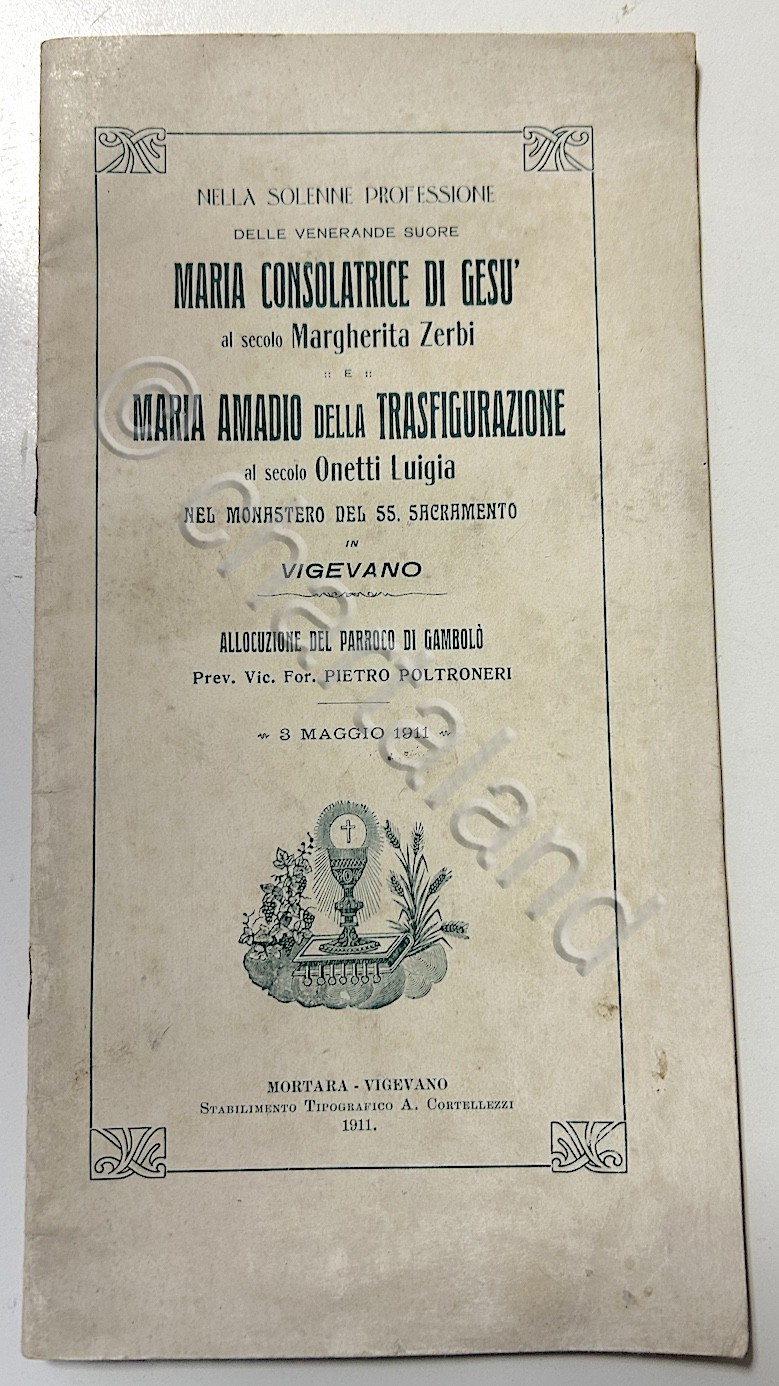 NELLA SOLENNE PROFESSIONE
DELLE VENERANDE SUORE
MARIA CONSOLATRICE DI GESU'
al secolo Margherita Zerbi
:: E ::
MARIA AMADIO DELLA TRASFIGURAZIONE
al secolo Onetti Luigia
NEL MONASTERO DEL SS. SACRAMENTO
IN
VIGEVANO
ALLOCUZIONE DEL PARROCO DI GAMBOLÒ
Prev. Vic. For. PIETRO POLTRONERI
3 MAGGIO 1911
MORTARA - VIGEVANO
STABILIMENTO TIPOGRAFICO A. CORTELLEZZI
1911.
© chartaland